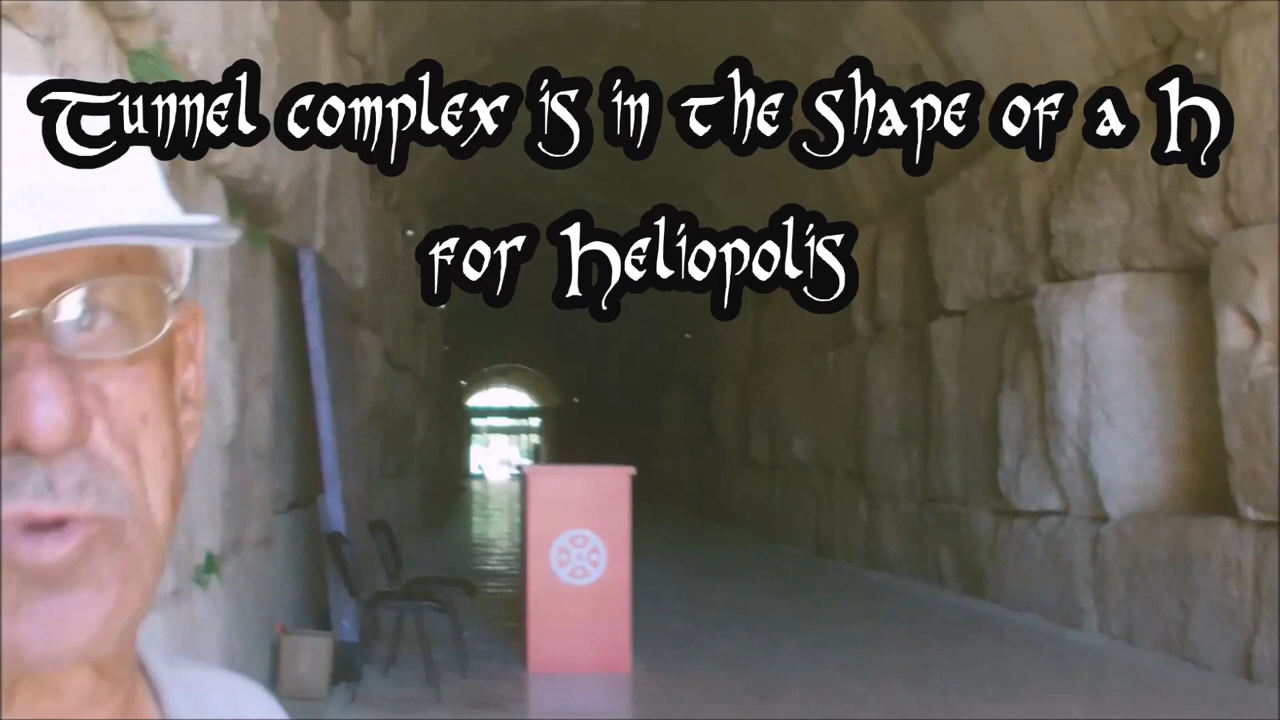 Tunnel complex is in the shape of a H
for Heliopolis